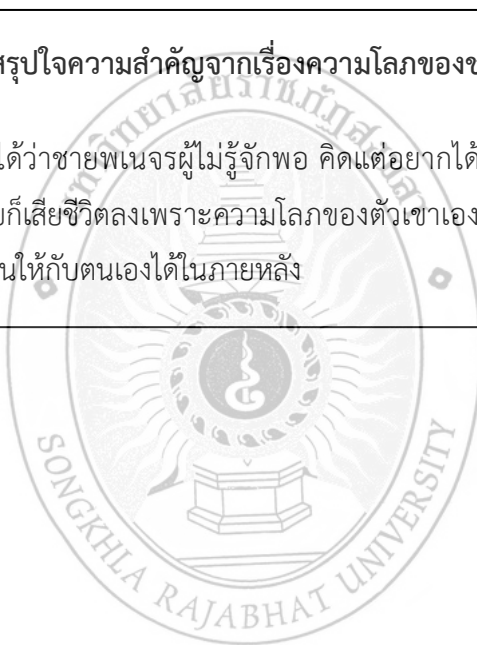 สรุปใจความสำคัญจากเรื่องความโลภของช
ได้ว่าชายพเนจรผู้ไม่รู้จักพอ คิดแต่อยากได้
ก็เสียชีวิตลงเพราะความโลภของตัวเขาเอง
นให้กับตนเองได้ในภายหลัง
SONGKHLA RAJABHAT UNIVERSITY